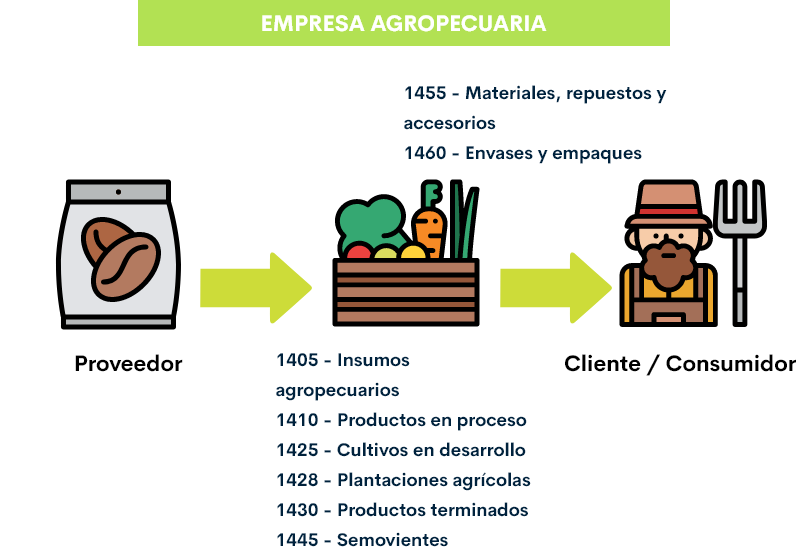 EMPRESA AGROPECUARIA
1455 - Materiales, repuestos y
accesorios
1460 - Envases y empaques
Proveedor
Cliente / Consumidor
1405 - Insumos
agropecuarios
1410 - Productos en proceso
1425 - Cultivos en desarrollo
1428 - Plantaciones agrícolas
1430 - Productos terminados
1445 - Semovientes